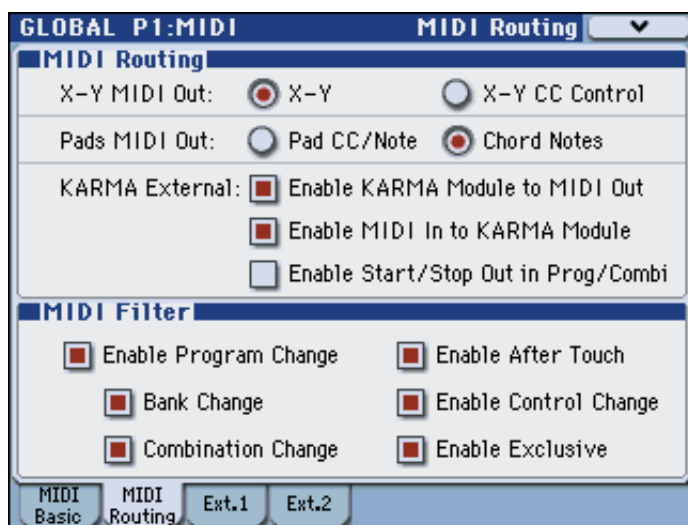 GLOBAL P1:MIDI MIDI Routing
MIDI Routing
X-Y MIDI Out: X-Y X-Y CC Control
Pads MIDI Out: Pad CC/Note Chord Notes
KARMA External: Enable KARMA Module to MIDI Out
Enable MIDI In to KARMA Module
Enable Start/Stop Out in Prog/Combi
MIDI Filter
Enable Program Change Enable After Touch
Bank Change Enable Control Change
Combination Change Enable Exclusive
MIDI Basic MIDI Routing Ext.1 Ext.2